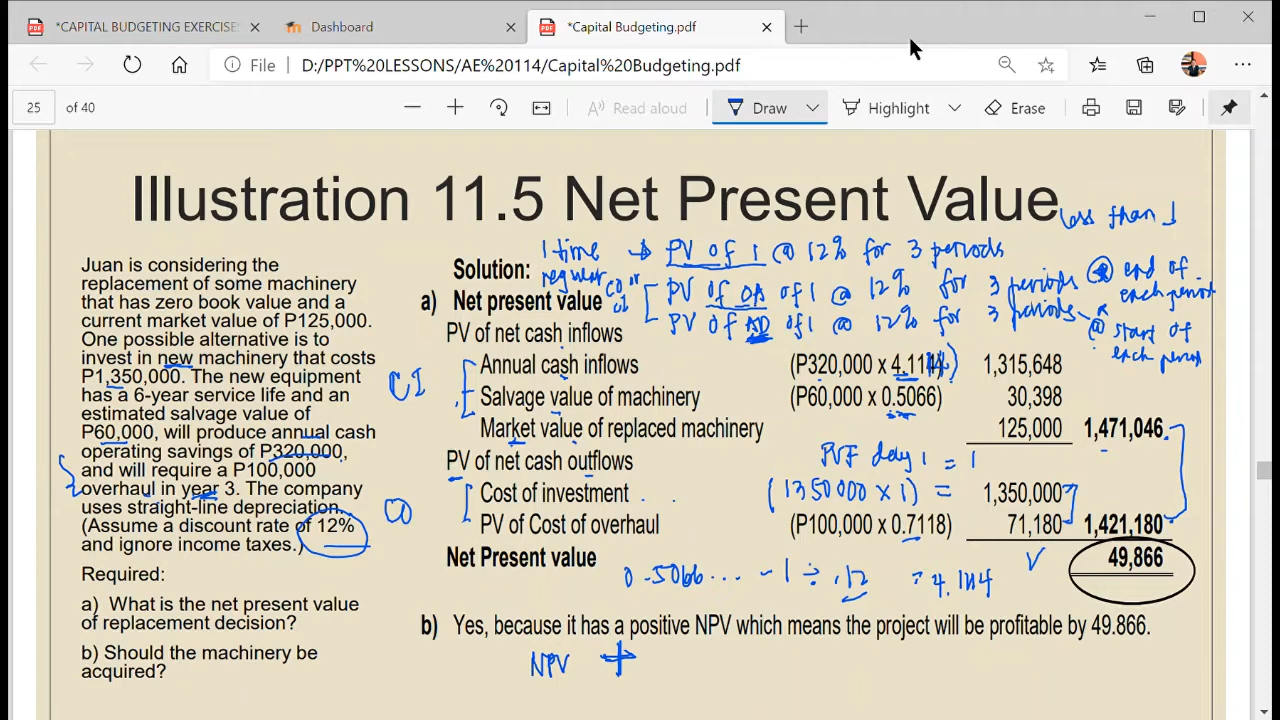 *CAPITAL BUDGETING EXERCISE
Dashboard
*Capital Budgeting.pdf
File
D:/PPT%20LESSONS/AE%20114/Capital%20Budgeting.pdf
25 of 40
Read aloud
Draw
Highlight
Erase
Illustration 11.5 Net Present Value
less than 1
Juan is considering the
replacement of some machinery
that has zero book value and a
current market value of P125,000.
One possible alternative is to
invest in new machinery that costs
P1,350,000. The new equipment
has a 6-year service life and an
estimated salvage value of
P60,000, will produce annual cash
operating savings of P320,000,
and will require a P100,000
overhaul in year 3. The company
uses straight-line depreciation.
(Assume a discount rate of 12%
and ignore income taxes.)
Required:
a) What is the net present value
of replacement decision?
b) Should the machinery be
acquired?
1 time → PV of 1 @ 12% for 3 periods
Solution:
regular CO or CI
PV of OA of 1 @ 12% for 3 periods @ end of each period
a) Net present value
PV of AD of 1 @ 12% for 3 periods - @ start of each period
PV of net cash inflows
CI
Annual cash inflows (P320,000 x 4.1114) 1,315,648
Salvage value of machinery (P60,000 x 0.5066) 30,398
Market value of replaced machinery 125,000 1,471,046
PV of net cash outflows
PVF day 1 = 1
CO
Cost of investment (1350000 x 1) = 1,350,000
PV of Cost of overhaul (P100,000 x 0.7118) 71,180 1,421,180
Net Present value 49,866
0.5066... - 1 ÷ .12 = 4.1114
b) Yes, because it has a positive NPV which means the project will be profitable by 49.866.
NPV +